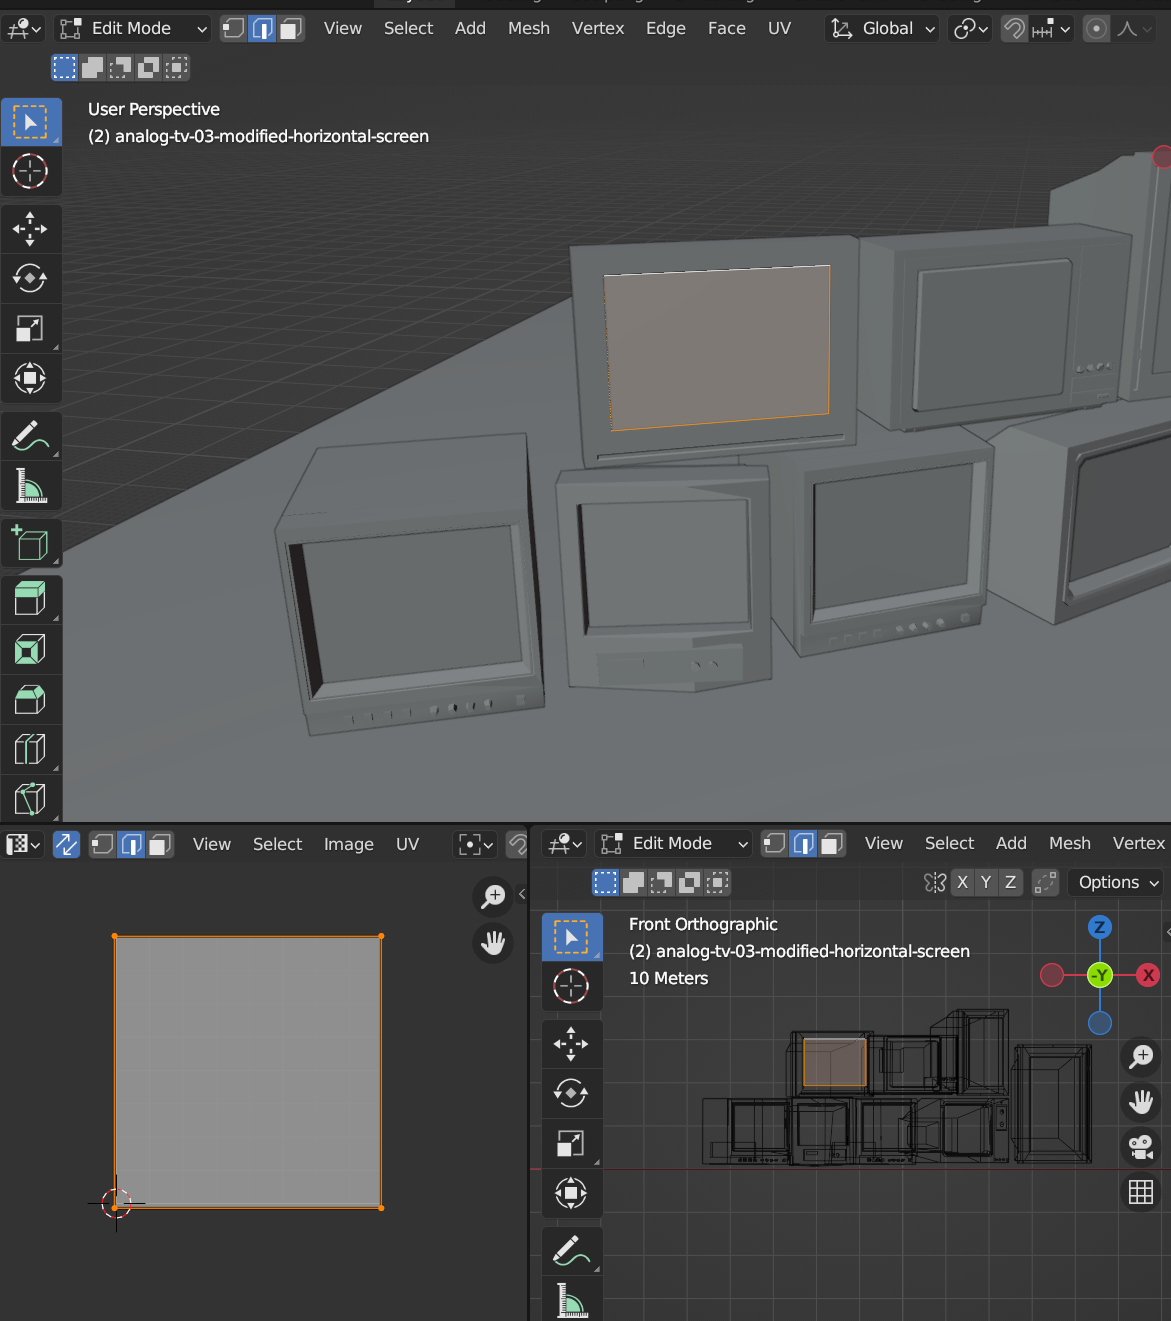 Edit Mode View Select Add Mesh Vertex Edge Face UV Global
User Perspective
(2) analog-tv-03-modified-horizontal-screen
View Select Image UV
Edit Mode View Select Add Mesh Vertex
X Y Z Options
Front Orthographic
(2) analog-tv-03-modified-horizontal-screen
10 Meters
Z
-Y X